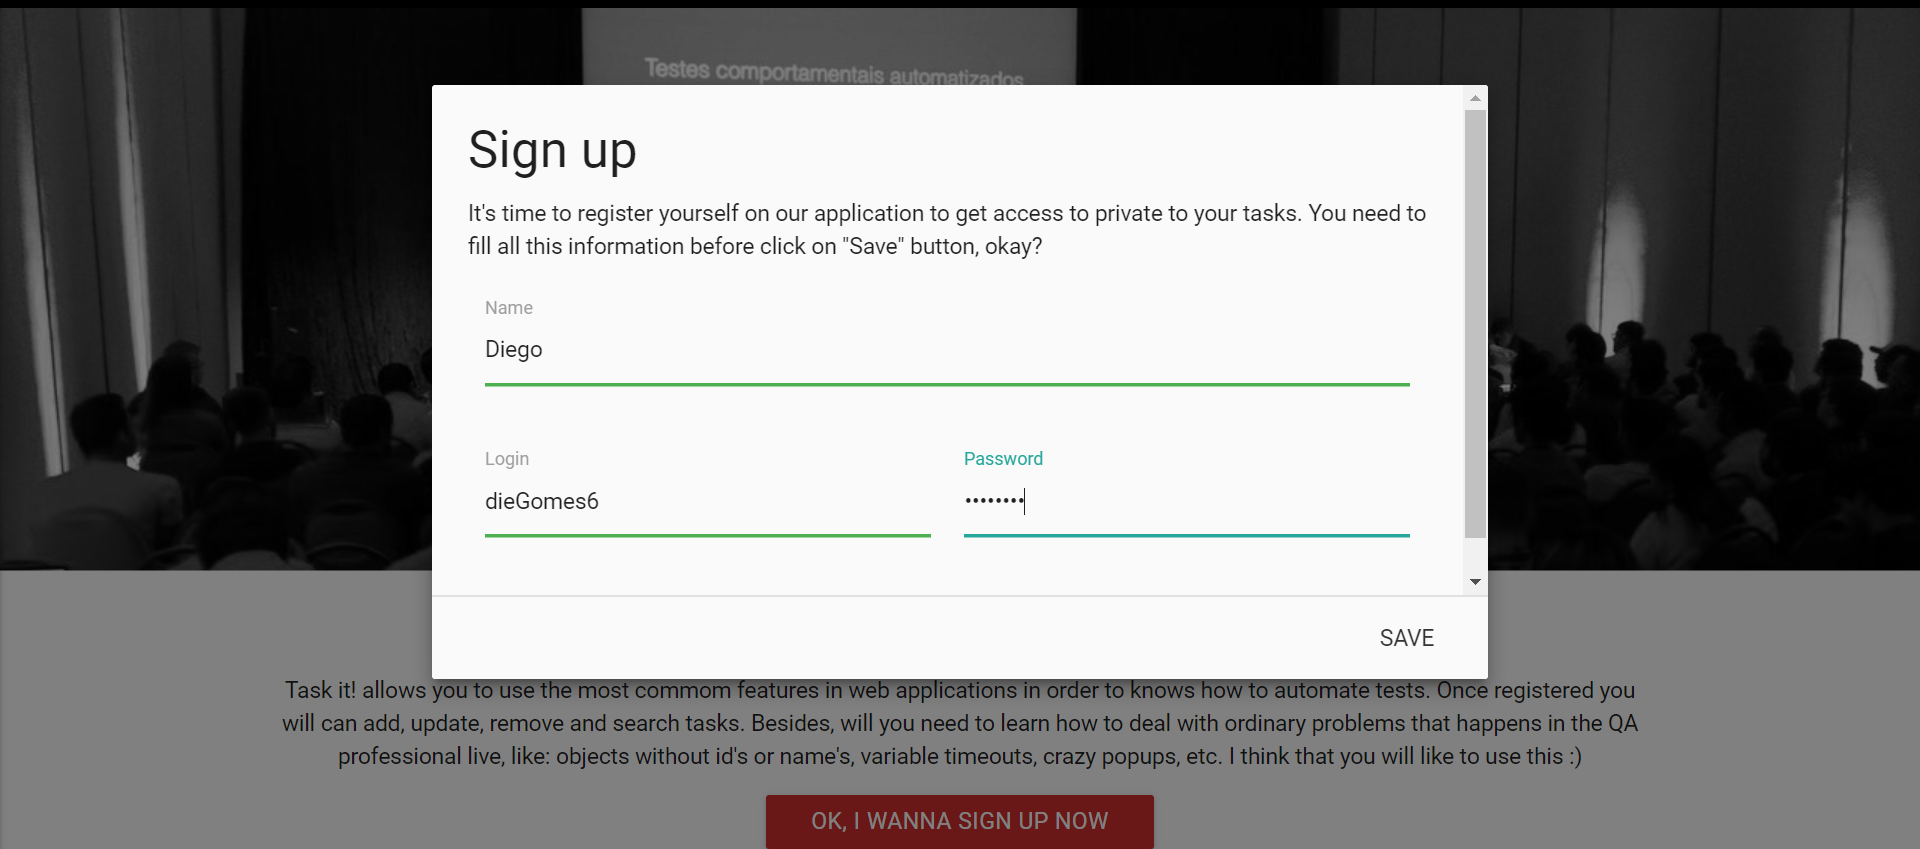 Testes comportamentais automatizados
Sign up
It's time to register yourself on our application to get access to private to your tasks. You need to
fill all this information before click on "Save" button, okay?
Name
Diego
Login
Password
dieGomes6
••••••••
SAVE
Task it! allows you to use the most commom features in web applications in order to knows how to automate tests. Once registered you
will can add, update, remove and search tasks. Besides, will you need to learn how to deal with ordinary problems that happens in the QA
professional live, like: objects without id's or name's, variable timeouts, crazy popups, etc. I think that you will like to use this :)
OK, I WANNA SIGN UP NOW